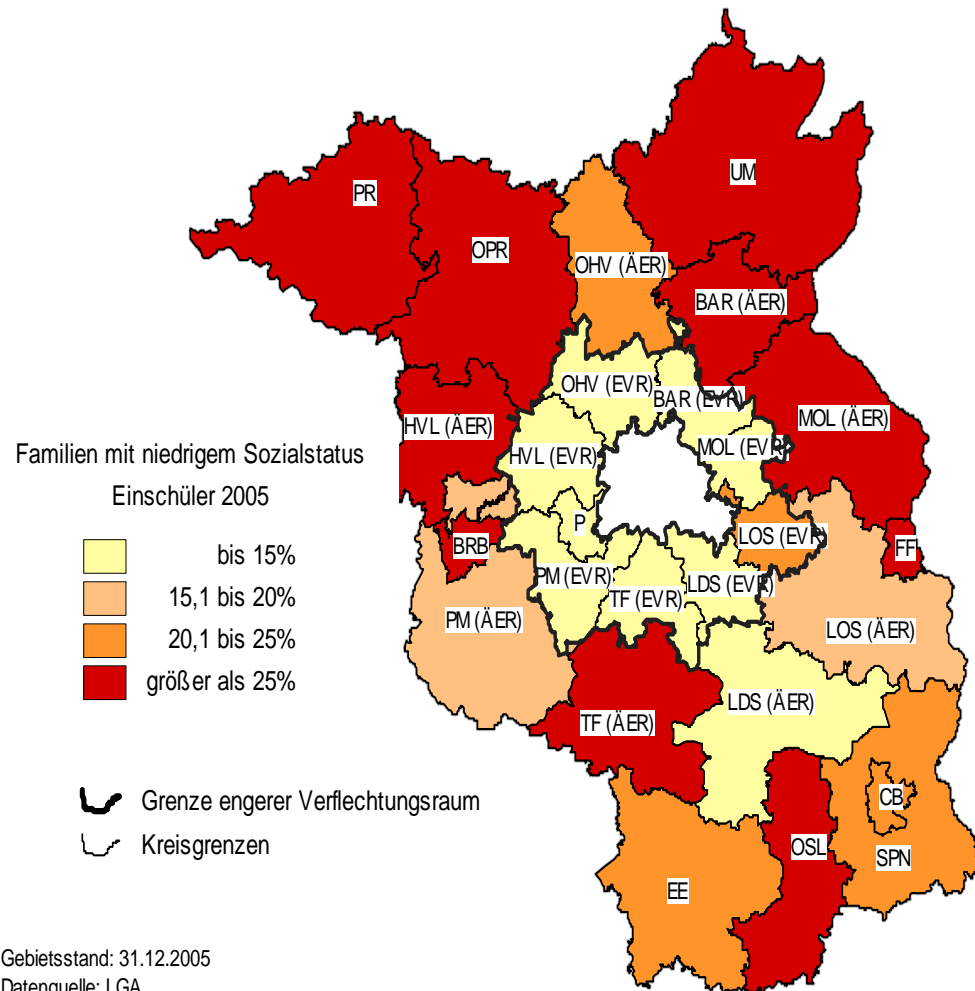 UM
PR
OPR
OHV (ÄER)
BAR (ÄER)
OHV (EVR)
BAR (EVR)
HVL (ÄER)
MOL (ÄER)
MOL (EVR)
HVL (EVR)
Familien mit niedrigem Sozialstatus
Einschüler 2005
P
LOS (EVR)
BRB
FF
bis 15%
PM (EVR)
LDS (EVR)
TF (EVR)
15,1 bis 20%
PM (ÄER)
LOS (ÄER)
20,1 bis 25%
größer als 25%
LDS (ÄER)
TF (ÄER)
Grenze engerer Verflechtungsraum
CB
Kreisgrenzen
OSL
SPN
EE
Gebietsstand: 31.12.2005
Datenquelle: LGA